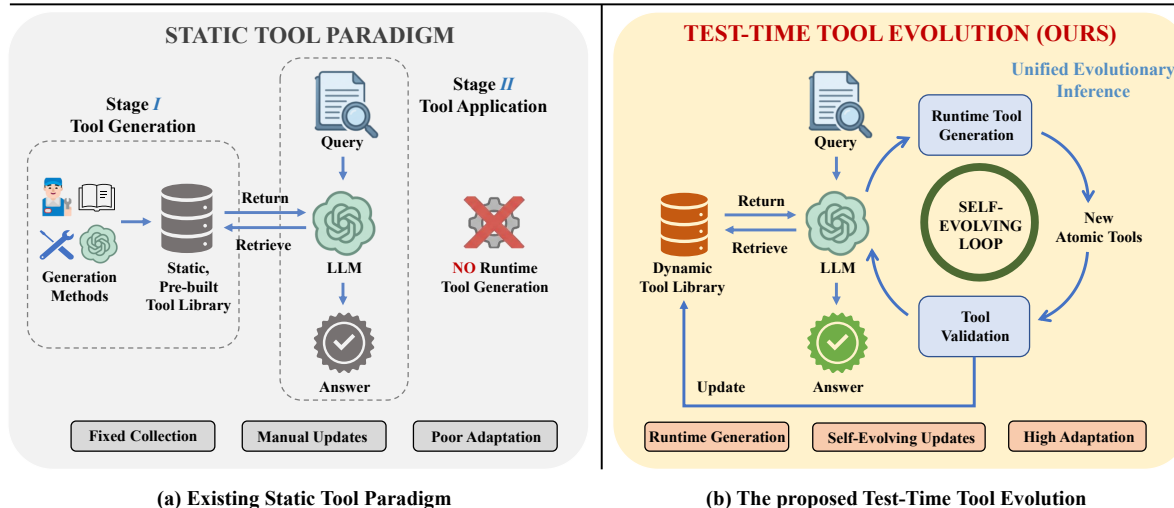 STATIC TOOL PARADIGM
Stage I
Tool Generation
Stage II
Tool Application
Query
Return
Retrieve
LLM
Generation
Methods
Static,
Pre-built
Tool Library
NO Runtime
Tool Generation
Answer
Fixed Collection
Manual Updates
Poor Adaptation
(a) Existing Static Tool Paradigm
TEST-TIME TOOL EVOLUTION (OURS)
Unified Evolutionary
Inference
Query
Runtime Tool
Generation
Return
Retrieve
LLM
Dynamic
Tool Library
SELF-
EVOLVING
LOOP
New
Atomic Tools
Tool
Validation
Update
Answer
Runtime Generation
Self-Evolving Updates
High Adaptation
(b) The proposed Test-Time Tool Evolution